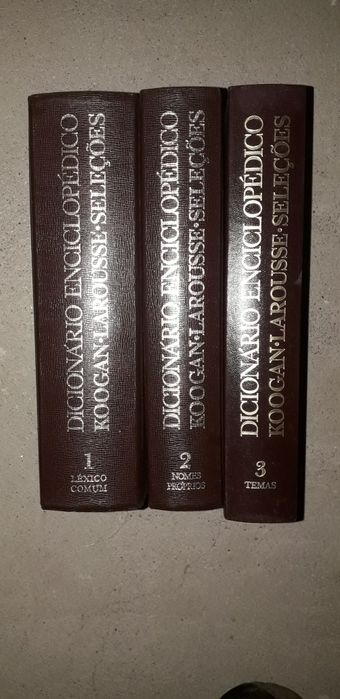 DICIONÁRIO ENCICLOPÉDICO
KOOGAN·LAROUSSE·SELEÇÕES
1
LÉXICO
COMUM
DICIONÁRIO ENCICLOPÉDICO
KOOGAN·LAROUSSE·SELEÇÕES
2
NOMES
PRÓPRIOS
DICIONÁRIO ENCICLOPÉDICO
KOOGAN·LAROUSSE·SELEÇÕES
3
TEMAS